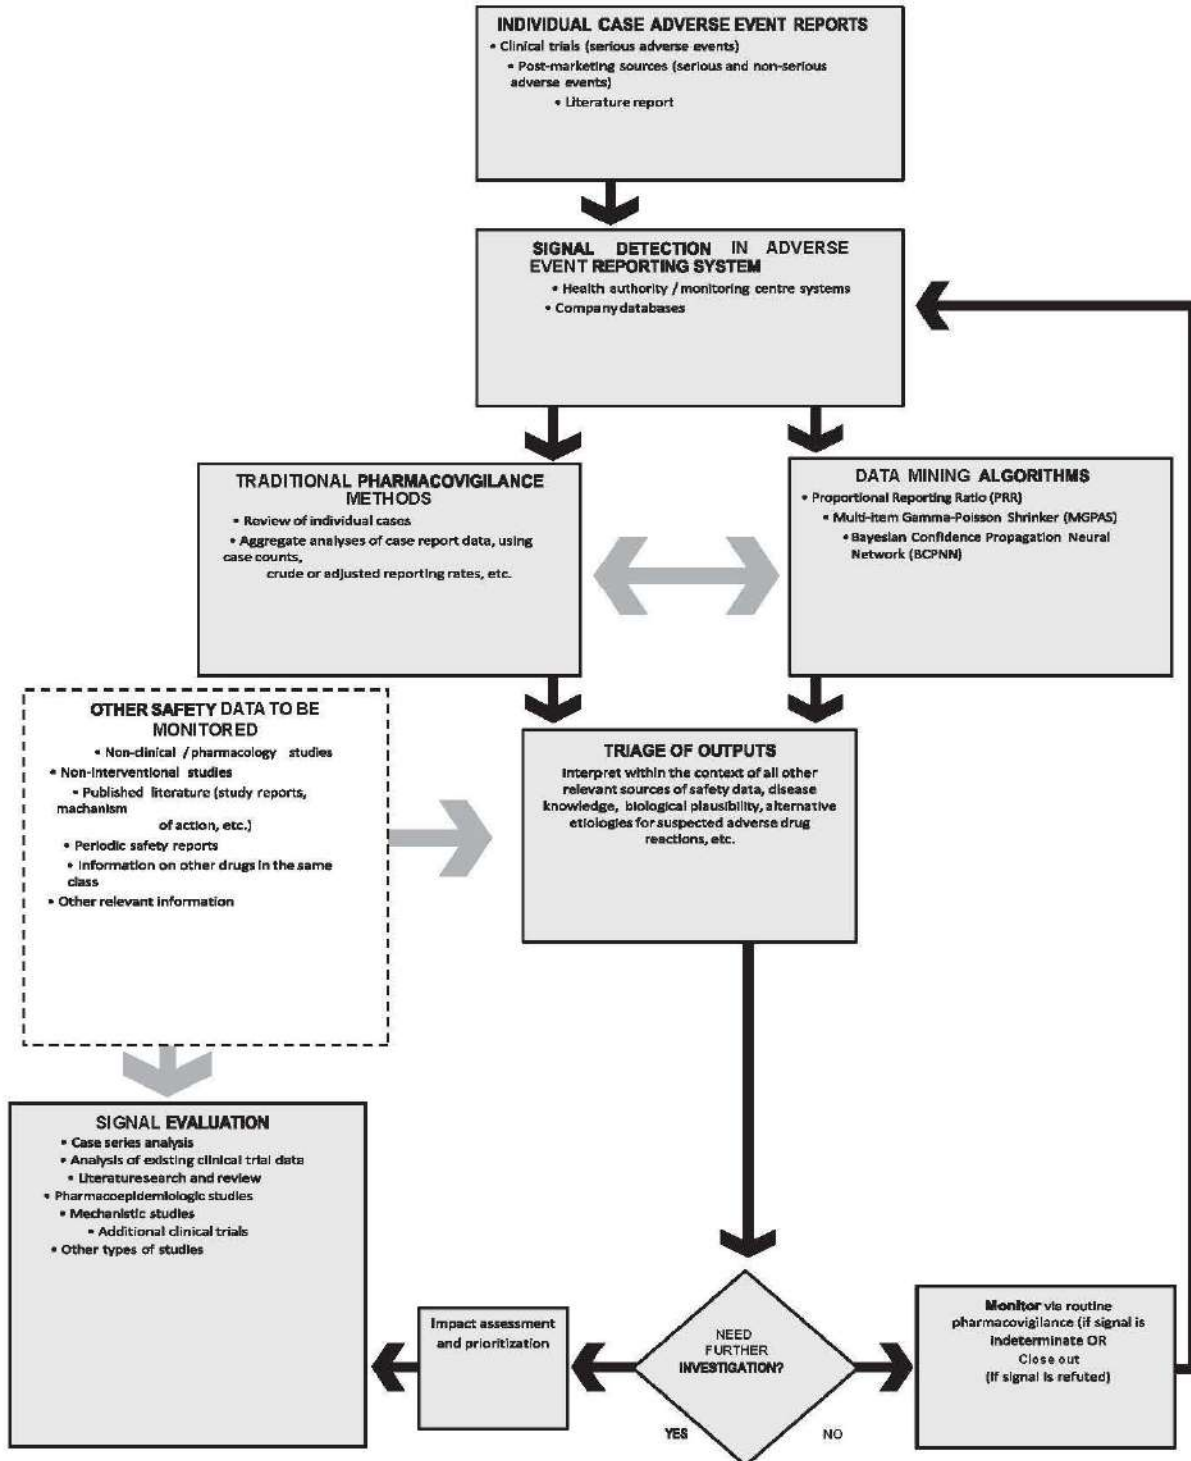 INDIVIDUAL CASE ADVERSE EVENT REPORTS
• Clinical trials (serious adverse events)
• Post-marketing sources (serious and non-serious
adverse events)
• Literature report
SIGNAL DETECTION IN ADVERSE
EVENT REPORTING SYSTEM
• Health authority / monitoring centre systems
• Company databases
TRADITIONAL PHARMACOVIGILANCE
METHODS
• Review of individual cases
• Aggregate analyses of case report data, using
case counts,
crude or adjusted reporting rates, etc.
DATA MINING ALGORITHMS
• Proportional Reporting Ratio (PRR)
• Multi-item Gamma-Poisson Shrinker (MGPAS)
• Bayesian Confidence Propagation Neural
Network (BCPNN)
OTHER SAFETY DATA TO BE
MONITORED
• Non-clinical / pharmacology studies
• Non-interventional studies
• Published literature (study reports,
machanism
of action, etc.)
• Periodic safety reports
• Information on other drugs in the same
class
• Other relevant information
TRIAGE OF OUTPUTS
Interpret within the context of all other
relevant sources of safety data, disease
knowledge, biological plausibility, alternative
etiologies for suspected adverse drug
reactions, etc.
SIGNAL EVALUATION
• Case series analysis
• Analysis of existing clinical trial data
• Literature search and review
• Pharmacoepidemiologic studies
• Mechanistic studies
• Additional clinical trials
• Other types of studies
Impact assessment
and prioritization
NEED
FURTHER
INVESTIGATION?
YES
NO
Monitor via routine
pharmacovigilance (if signal is
indeterminate OR
Close out
(if signal is refuted)